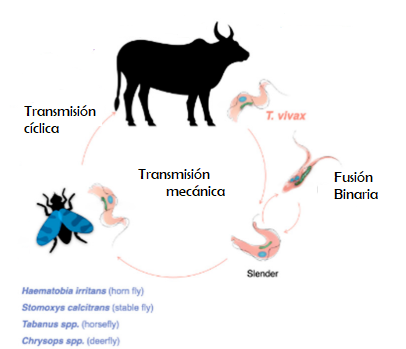 Transmisión
cíclica
T. vivax
Transmisión
mecánica
Fusión
Binaria
Slender
Haematobia irritans (horn fly)
Stomoxys calcitrans (stable fly)
Tabanus spp. (horsefly)
Chrysops spp. (deerfly)